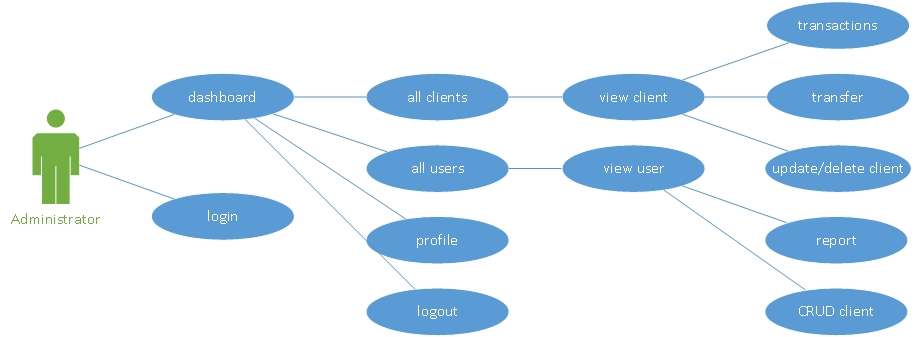 transactions
dashboard
all clients
view client
transfer
all users
view user
update/delete client
Administrator
login
profile
report
logout
CRUD client